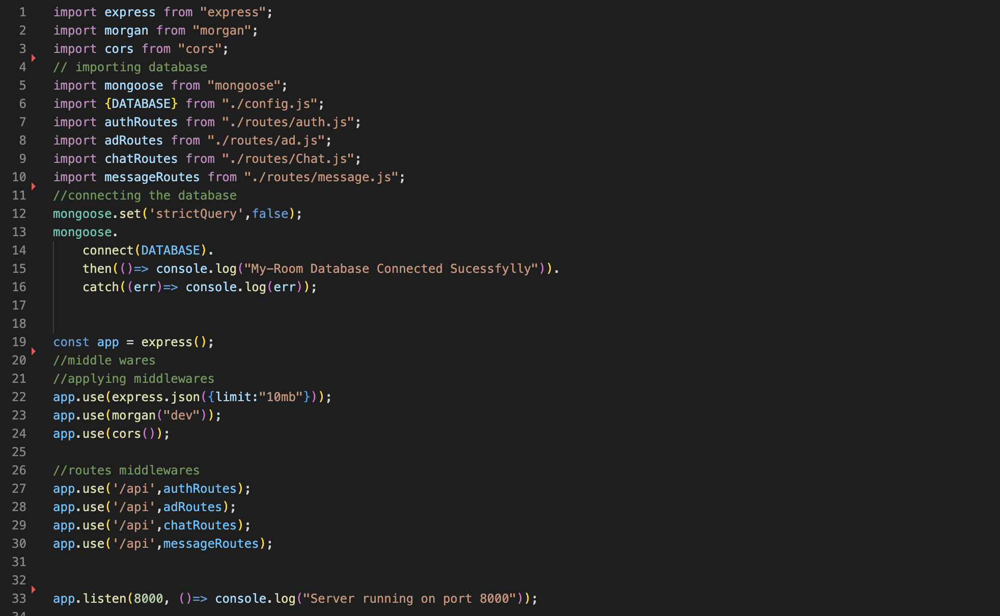 1 import express from "express";
2 import morgan from "morgan";
3 import cors from "cors";
4 // importing database
5 import mongoose from "mongoose";
6 import {DATABASE} from "./config.js";
7 import authRoutes from "./routes/auth.js";
8 import adRoutes from "./routes/ad.js";
9 import chatRoutes from "./routes/Chat.js";
10 import messageRoutes from "./routes/message.js";
11 //connecting the database
12 mongoose.set('strictQuery',false);
13 mongoose.
14     connect(DATABASE).
15     then(()=> console.log("My-Room Database Connected Sucessfylly")).
16     catch((err)=> console.log(err));
17
18
19 const app = express();
20 //middle wares
21 //applying middlewares
22 app.use(express.json({limit:"10mb"}));
23 app.use(morgan("dev"));
24 app.use(cors());
25
26 //routes middlewares
27 app.use('/api',authRoutes);
28 app.use('/api',adRoutes);
29 app.use('/api',chatRoutes);
30 app.use('/api',messageRoutes);
31
32
33 app.listen(8000, ()=> console.log("Server running on port 8000"));
34